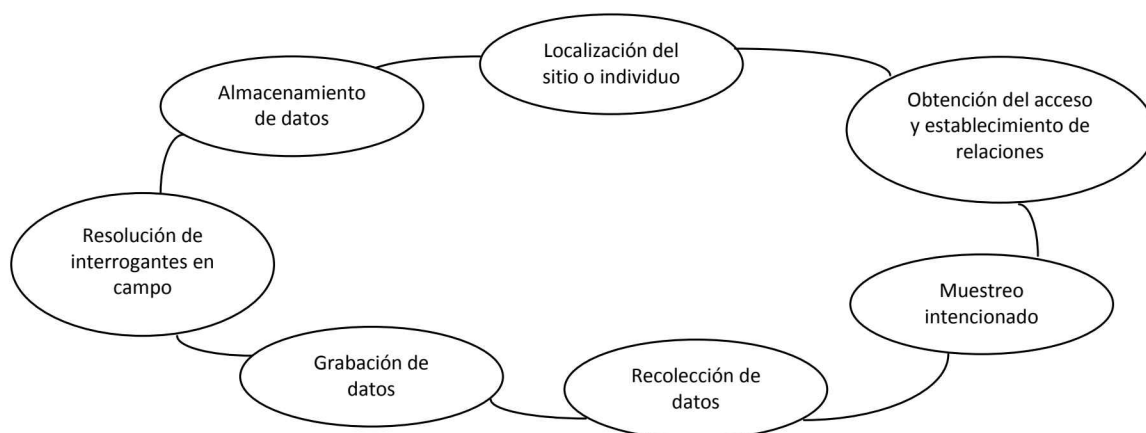 Localización del
sitio o individuo
Obtención del acceso
y establecimiento de
relaciones
Muestreo
intencionado
Recolección de
datos
Grabación de
datos
Resolución de
interrogantes en
campo
Almacenamiento
de datos